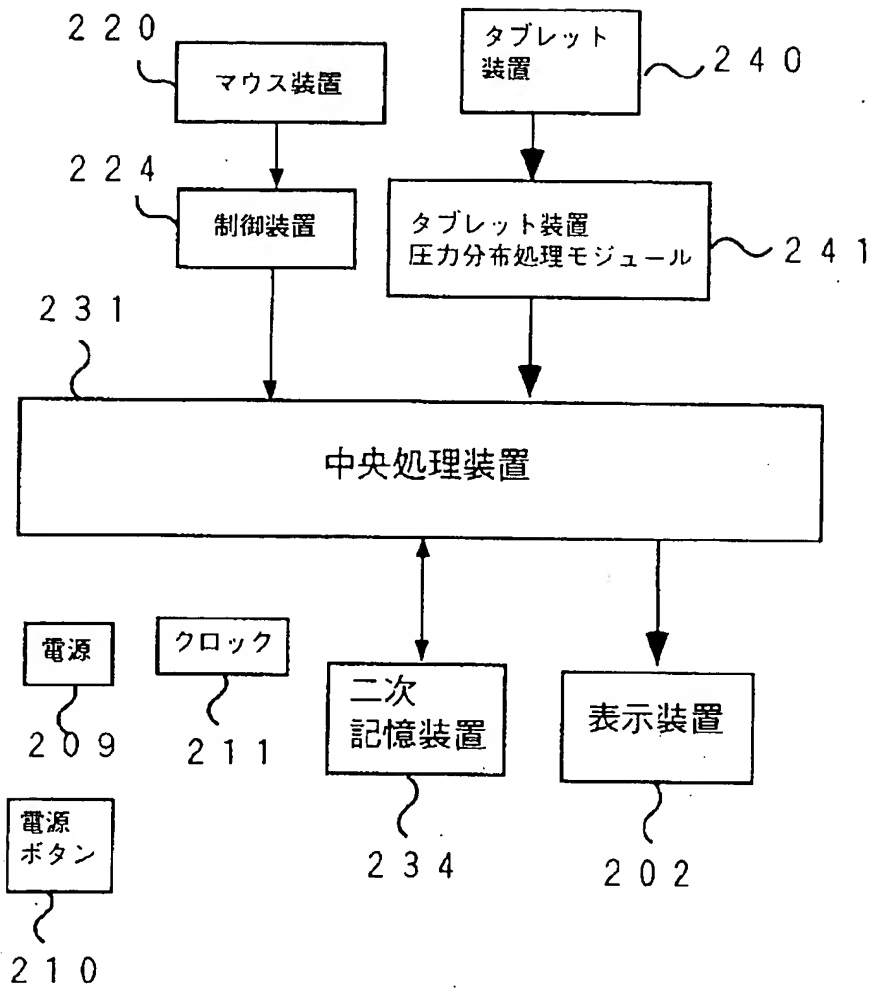 220
マウス装置
タブレット
装置
240
224
制御装置
タブレット装置
圧力分布処理モジュール
241
231
中央処理装置
電源
クロック
二次
記憶装置
表示装置
209
211
電源
ボタン
234
202
210